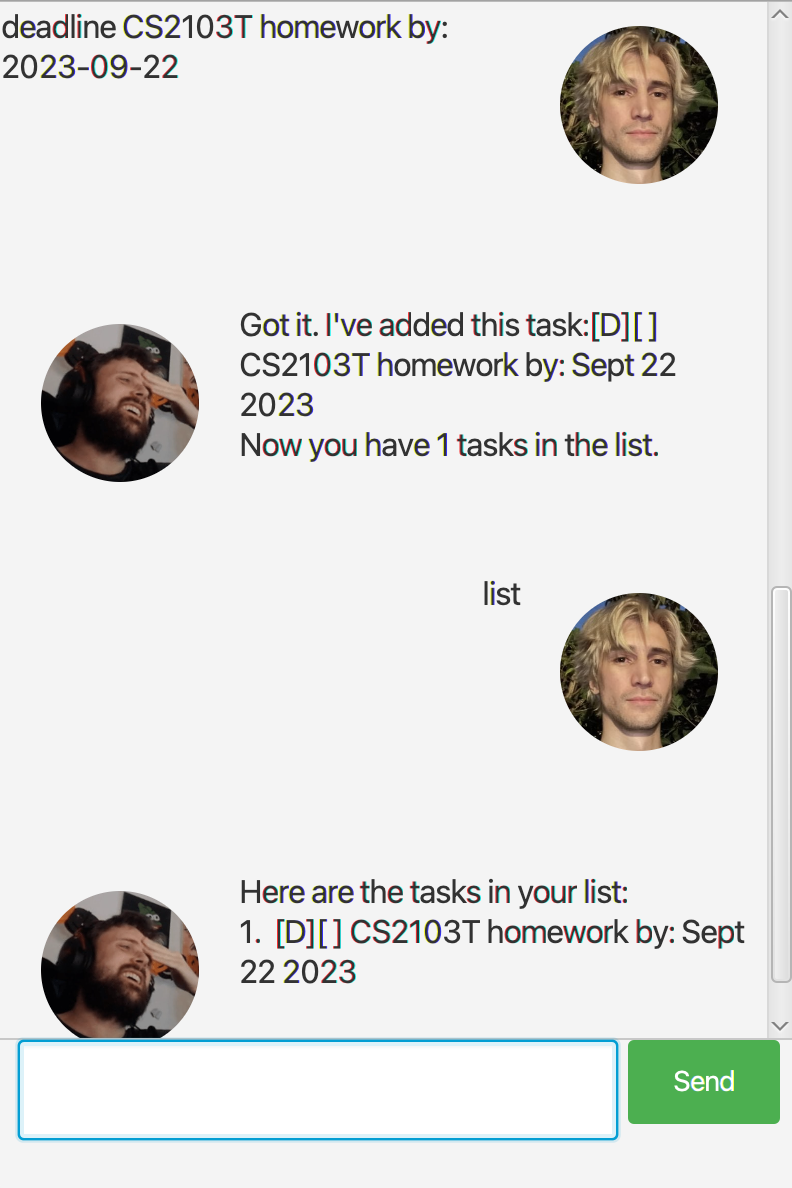 deadline CS2103T homework by:
2023-09-22
Got it. I've added this task:[D][ ]
CS2103T homework by: Sept 22
2023
Now you have 1 tasks in the list.
list
Here are the tasks in your list:
1.  [D][ ] CS2103T homework by: Sept
22 2023
Send